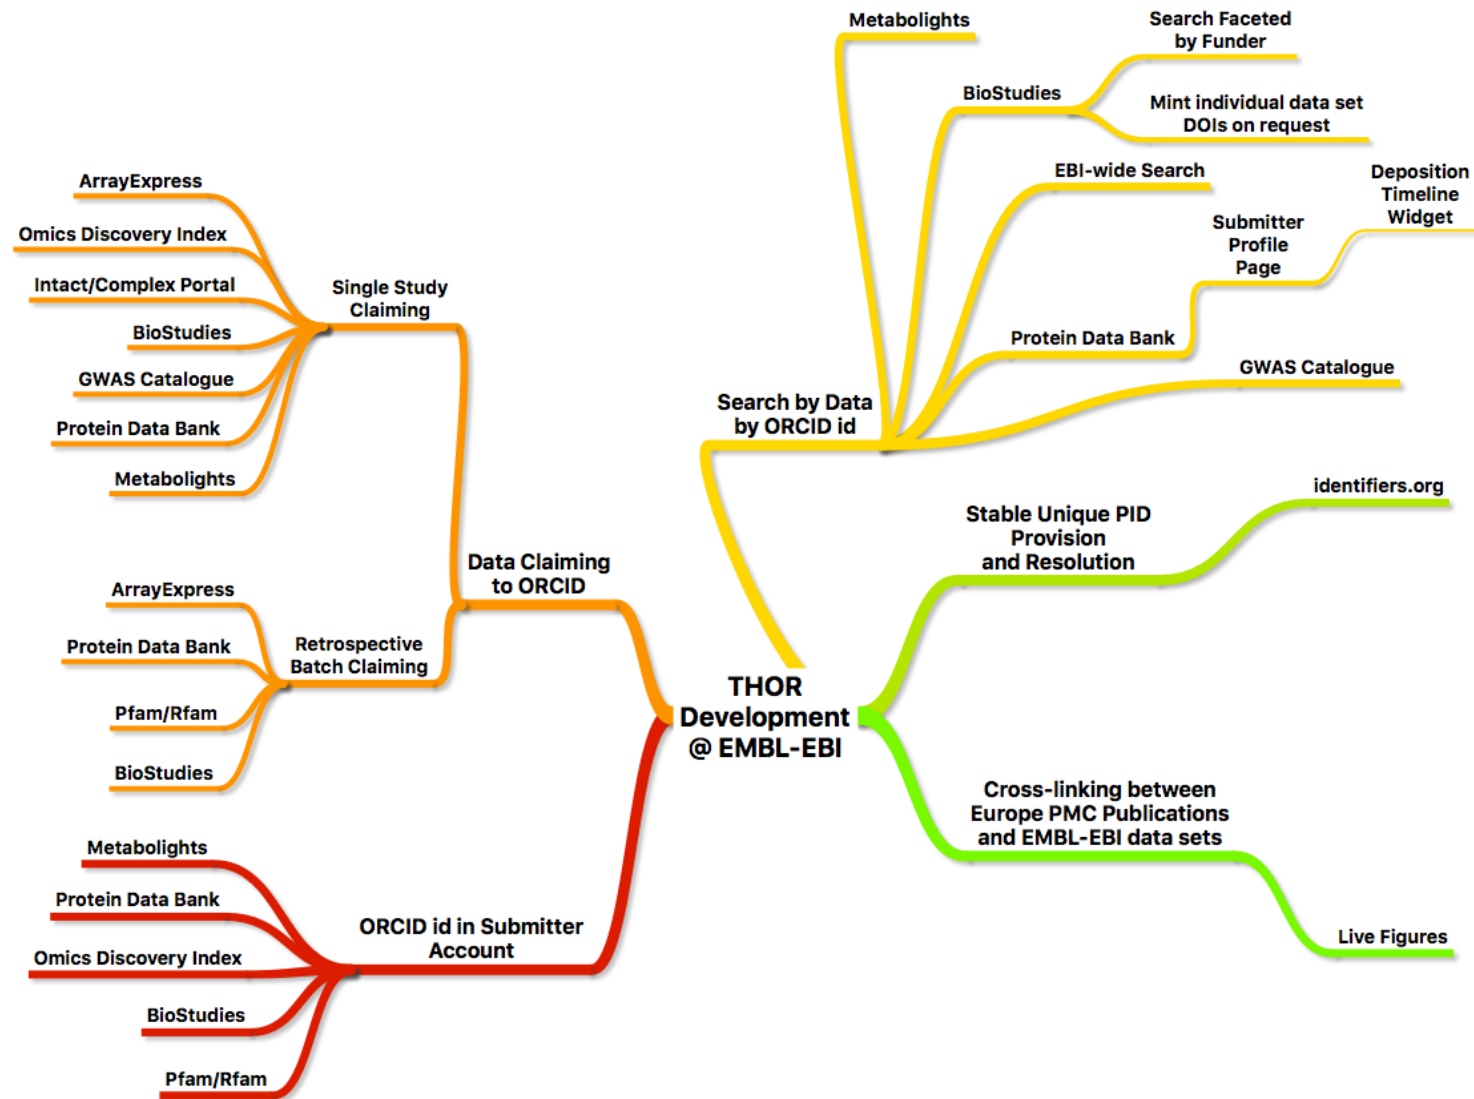 Metabolights
Search Faceted
by Funder
BioStudies
Mint individual data set
DOIs on request
EBI-wide Search
Deposition
Timeline
Widget
Submitter
Profile
Page
Protein Data Bank
GWAS Catalogue
Search by Data
by ORCID id
ArrayExpress
Omics Discovery Index
Intact/Complex Portal
BioStudies
GWAS Catalogue
Protein Data Bank
Metabolights
Single Study
Claiming
Data Claiming
to ORCID
ArrayExpress
Protein Data Bank
Pfam/Rfam
BioStudies
Retrospective
Batch Claiming
THOR
Development
@ EMBL-EBI
identifiers.org
Stable Unique PID
Provision
and Resolution
Cross-linking between
Europe PMC Publications
and EMBL-EBI data sets
Live Figures
Metabolights
Protein Data Bank
Omics Discovery Index
BioStudies
Pfam/Rfam
ORCID id in Submitter
Account